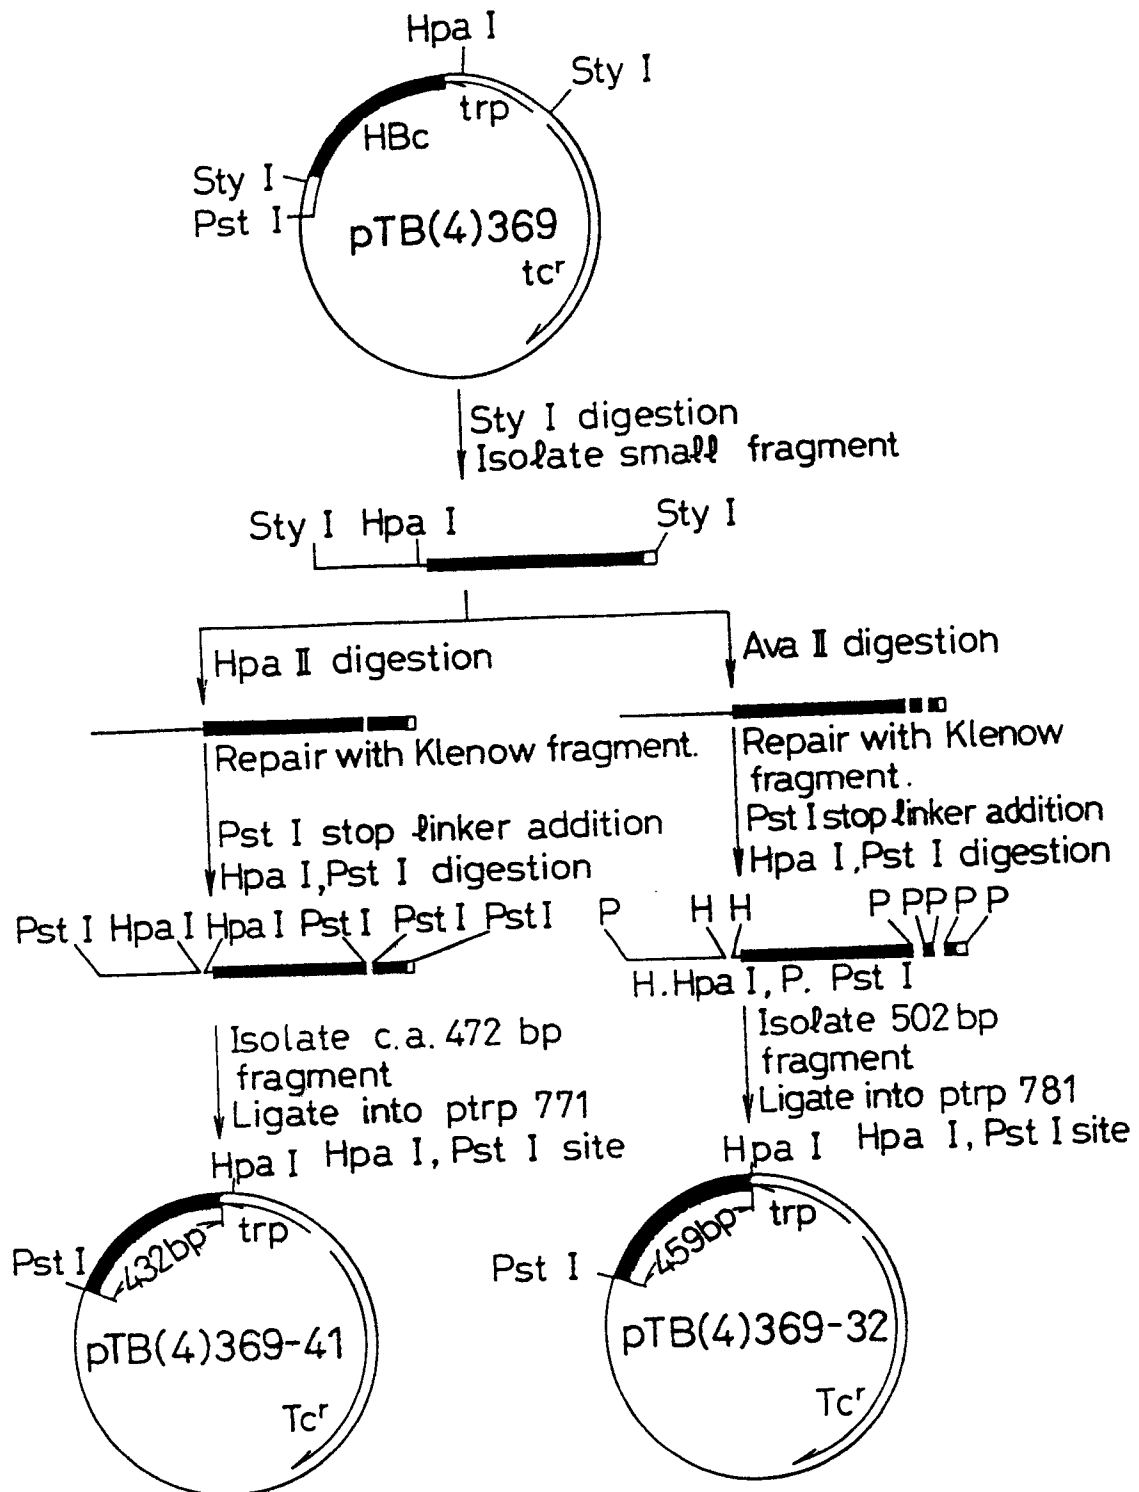 Hpa I
Sty I
trp
HBc
Sty I
Pst I
pTB(4)369
tcʳ
Sty I digestion
Isolate small fragment
Sty I Hpa I
Sty I
Hpa II digestion
Ava II digestion
Repair with Klenow fragment.
Repair with Klenow
fragment.
Pst I stop linker addition
Hpa I, Pst I digestion
Pst I stop linker addition
Hpa I, Pst I digestion
Pst I Hpa I Hpa I Pst I Pst I Pst I
P H H P P P P P
H.Hpa I, P. Pst I
Isolate c.a. 472 bp
fragment
Ligate into ptrp 771
Hpa I, Pst I site
Isolate 502 bp
fragment
Ligate into ptrp 781
Hpa I, Pst I site
Hpa I
trp
432bp
Pst I
pTB(4)369-41
Tcʳ
Hpa I
trp
459bp
Pst I
pTB(4)369-32
Tcʳ